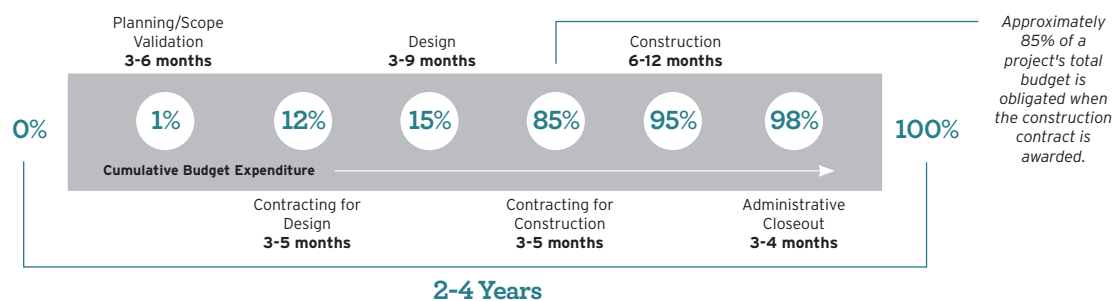 Planning/Scope
Validation
3-6 months
Design
3-9 months
Construction
6-12 months
Approximately
85% of a
project's total
budget is
obligated when
the construction
contract is
awarded.
0%
1%
12%
15%
85%
95%
98%
100%
Cumulative Budget Expenditure
Contracting for
Design
3-5 months
Contracting for
Construction
3-5 months
Administrative
Closeout
3-4 months
2-4 Years